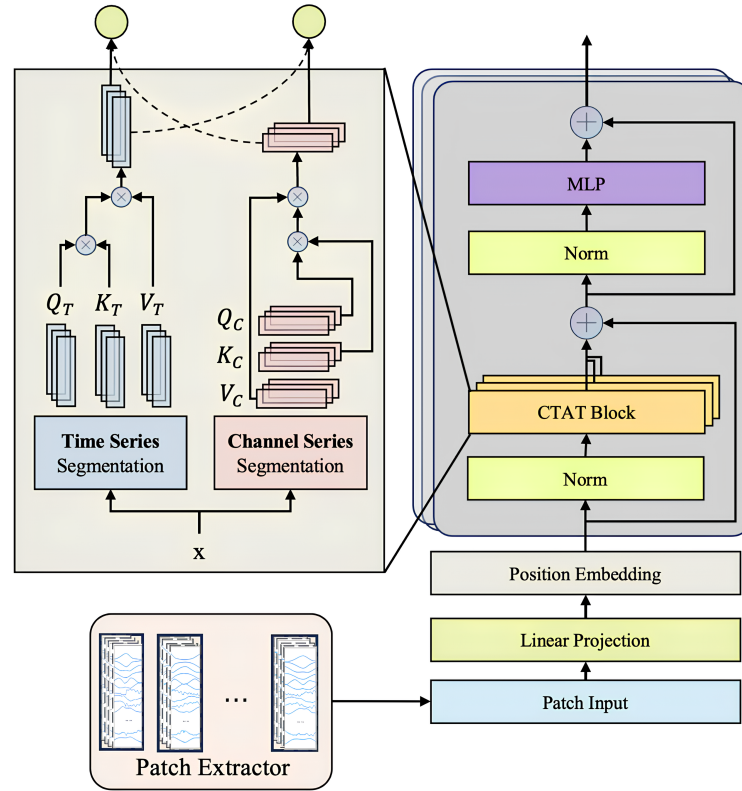 MLP
Norm
Q_T K_T V_T
Q_C
K_C
V_C
CTAT Block
Time Series
Segmentation
Channel Series
Segmentation
Norm
x
Position Embedding
Linear Projection
Patch Input
...
Patch Extractor